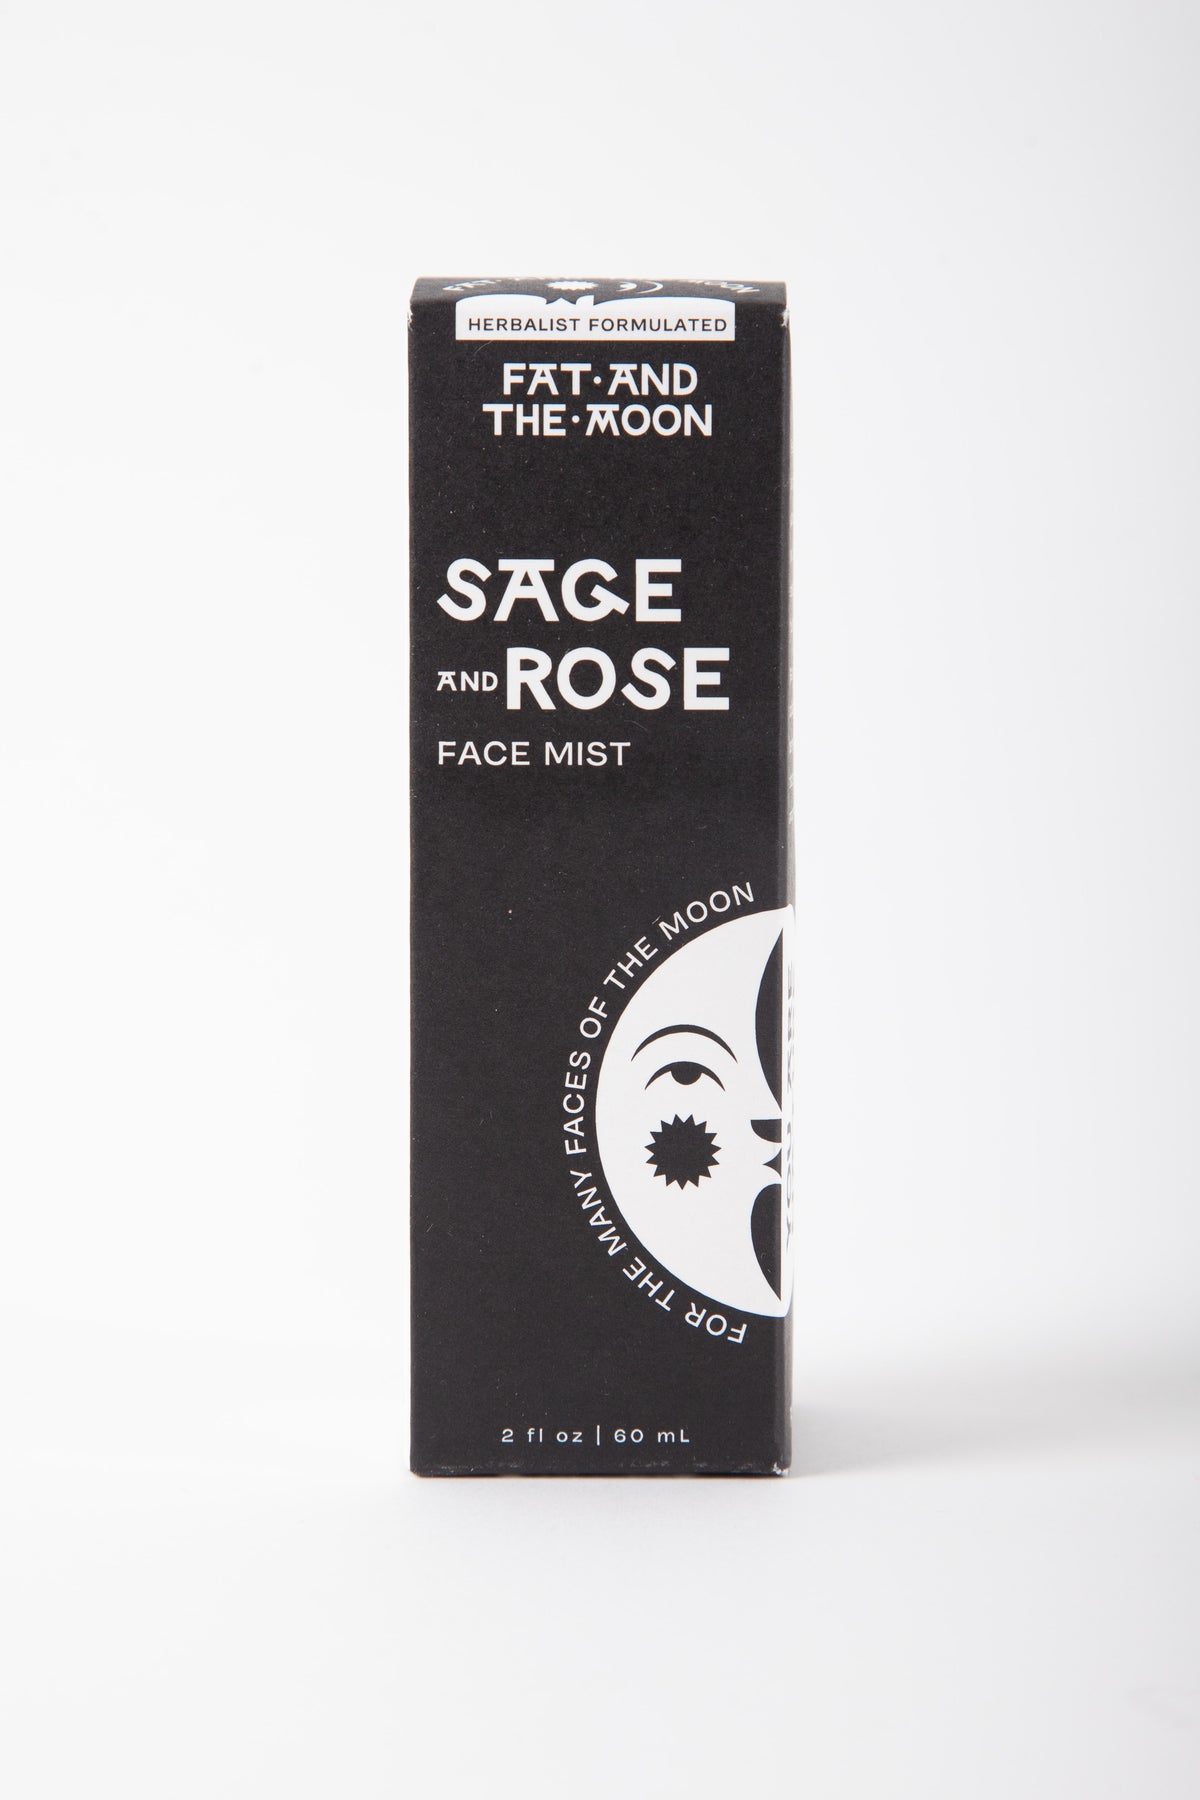 HERBALIST FORMULATED
FAT·AND
THE·MOON
SAGE
AND ROSE
FACE MIST
FOR THE MANY FACES OF THE MOON
2 fl oz | 60 mL